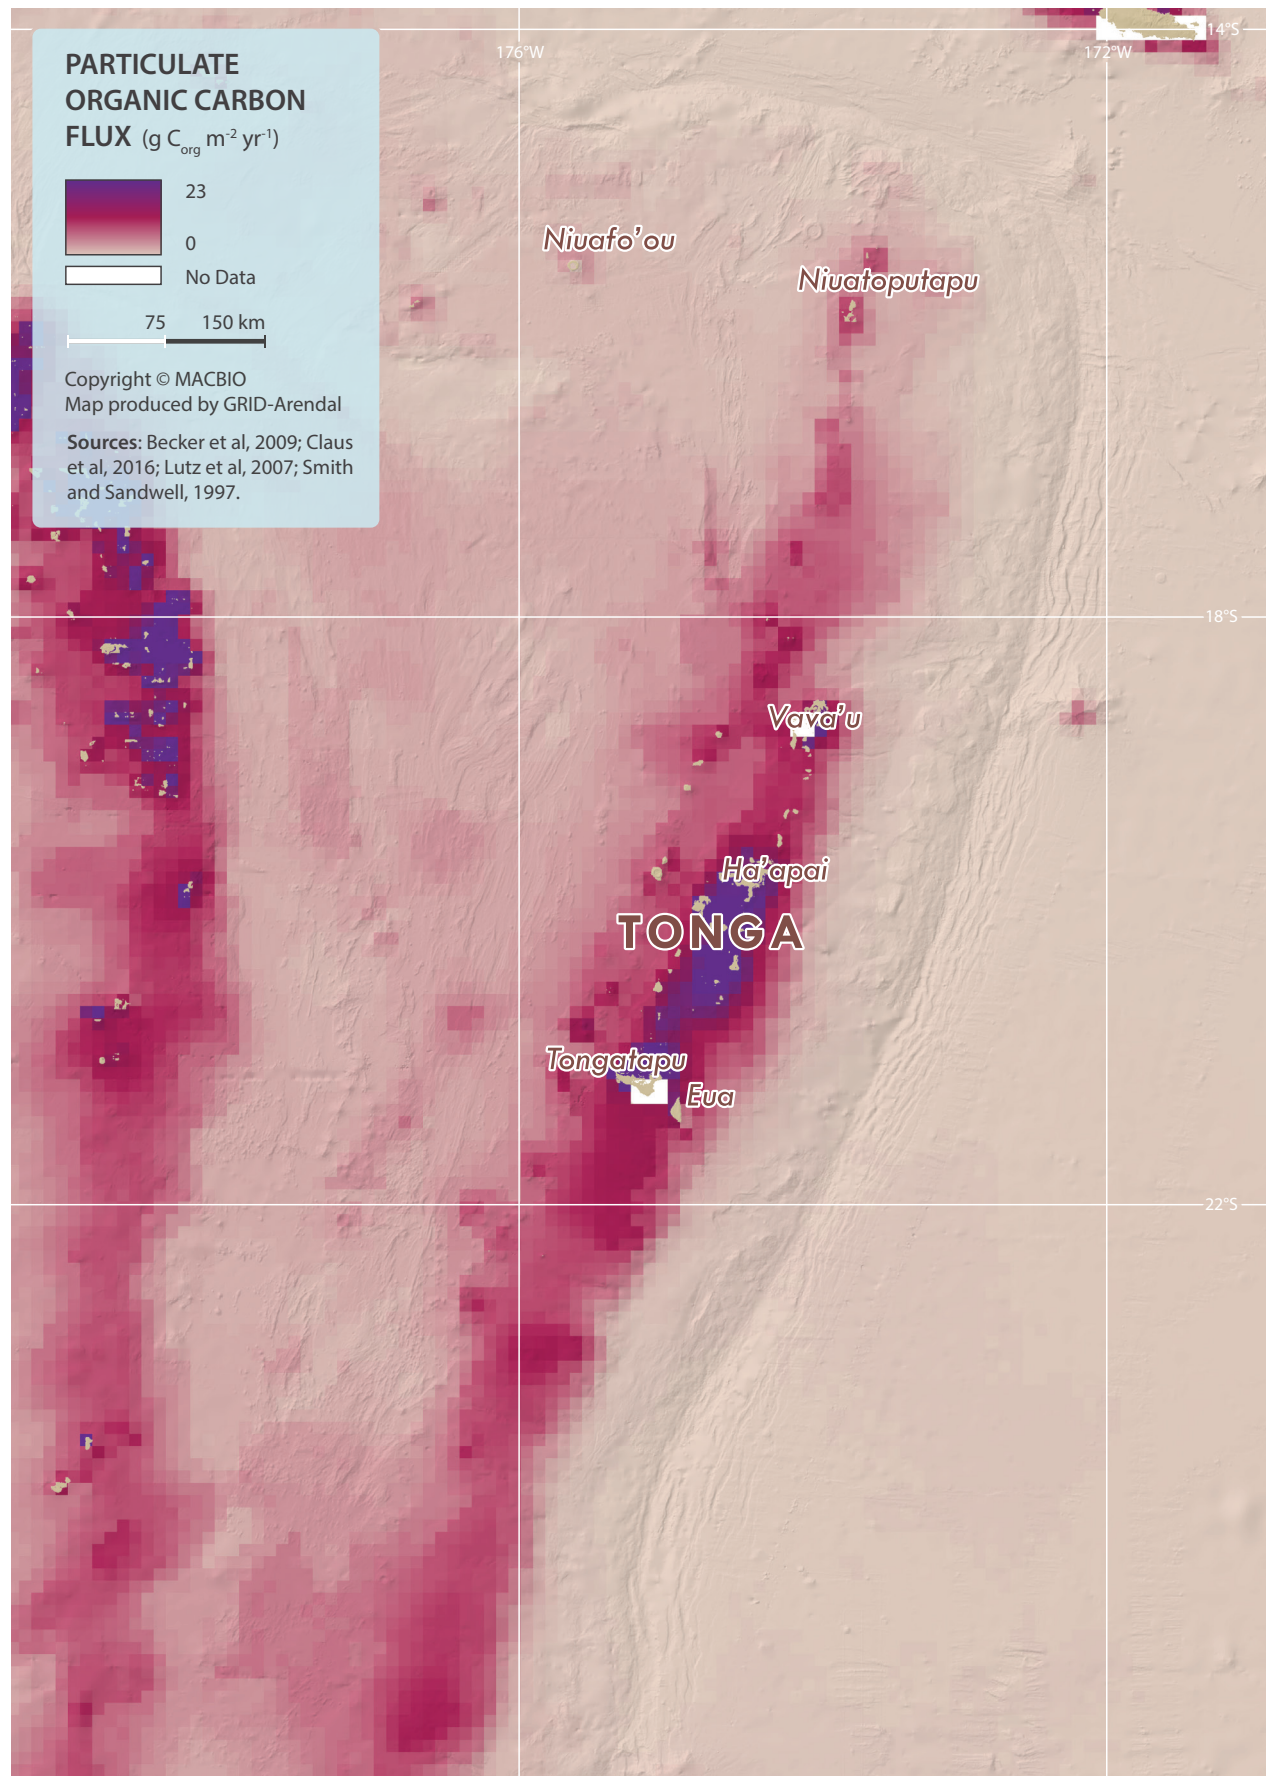 PARTICULATE
ORGANIC CARBON
FLUX (g C_org m⁻² yr⁻¹)
23
0
No Data
75 150 km
Copyright © MACBIO
Map produced by GRID-Arendal
Sources: Becker et al, 2009; Claus
et al, 2016; Lutz et al, 2007; Smith
and Sandwell, 1997.
14°S
176°W
172°W
Niuafo’ou
Niuatoputapu
18°S
Vava’u
Ha’apai
TONGA
Tongatapu
Eua
22°S